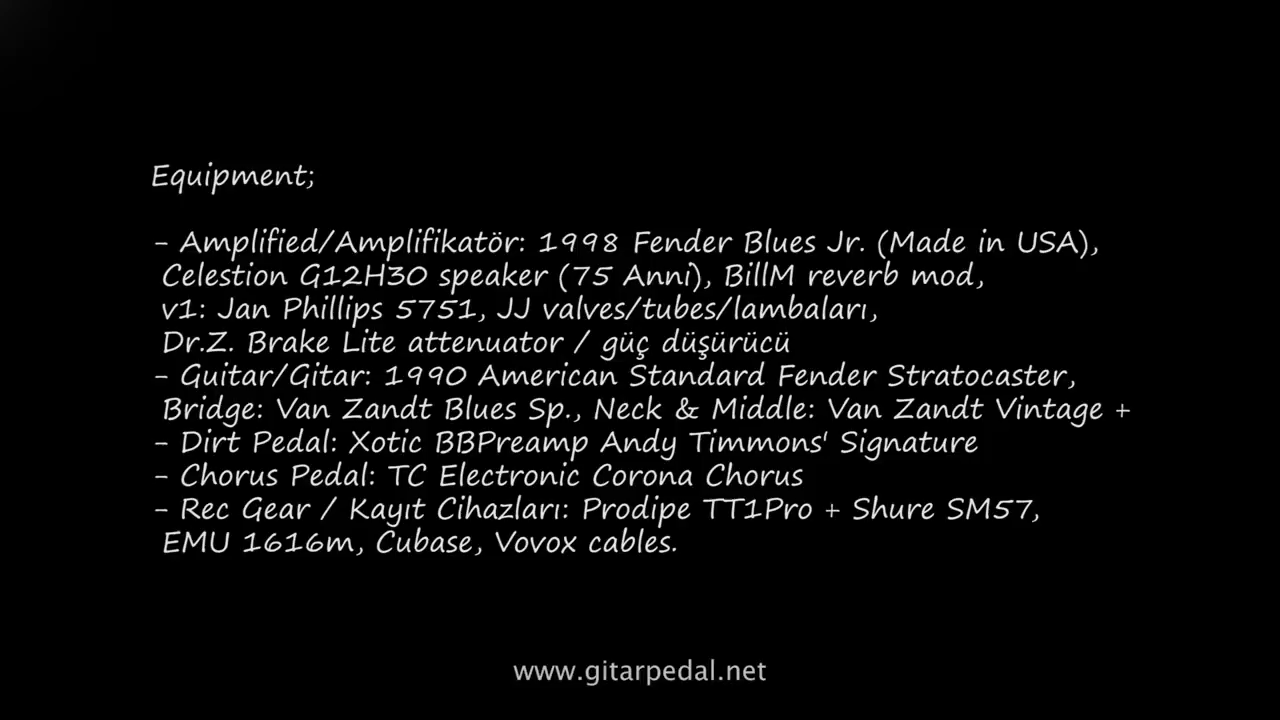 Equipment;
- Amplified/Amplifikatör: 1998 Fender Blues Jr. (Made in USA),
Celestion G12H30 speaker (75 Anni), BillM reverb mod,
v1: Jan Phillips 5751, JJ valves/tubes/lambaları,
Dr.Z. Brake Lite attenuator / güç düşürücü
- Guitar/Gitar: 1990 American Standard Fender Stratocaster,
Bridge: Van Zandt Blues Sp., Neck & Middle: Van Zandt Vintage +
- Dirt Pedal: Xotic BBPreamp Andy Timmons' Signature
- Chorus Pedal: TC Electronic Corona Chorus
- Rec Gear / Kayıt Cihazları: Prodipe TT1Pro + Shure SM57,
EMU 1616m, Cubase, Vovox cables.
www.gitarpedal.net